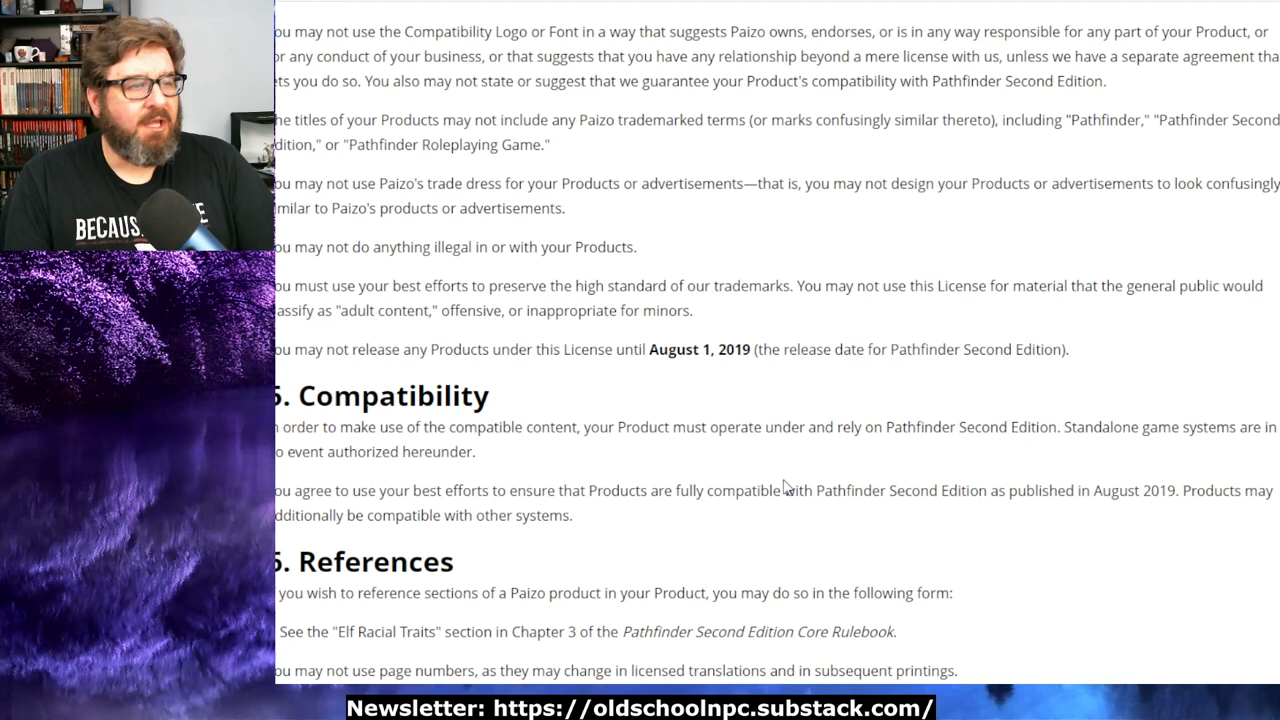 ou may not use the Compatibility Logo or Font in a way that suggests Paizo owns, endorses, or is in any way responsible for any part of your Product, or
or any conduct of your business, or that suggests that you have any relationship beyond a mere license with us, unless we have a separate agreement tha
ets you do so. You also may not state or suggest that we guarantee your Product's compatibility with Pathfinder Second Edition.
he titles of your Products may not include any Paizo trademarked terms (or marks confusingly similar thereto), including "Pathfinder," "Pathfinder Second
dition," or "Pathfinder Roleplaying Game."
ou may not use Paizo's trade dress for your Products or advertisements—that is, you may not design your Products or advertisements to look confusingly
milar to Paizo's products or advertisements.
BECAUS
E
ou may not do anything illegal in or with your Products.
ou must use your best efforts to preserve the high standard of our trademarks. You may not use this License for material that the general public would
assify as "adult content," offensive, or inappropriate for minors.
ou may not release any Products under this License until August 1, 2019 (the release date for Pathfinder Second Edition).
5. Compatibility
n order to make use of the compatible content, your Product must operate under and rely on Pathfinder Second Edition. Standalone game systems are in
o event authorized hereunder.
ou agree to use your best efforts to ensure that Products are fully compatible with Pathfinder Second Edition as published in August 2019. Products may
dditionally be compatible with other systems.
6. References
you wish to reference sections of a Paizo product in your Product, you may do so in the following form:
See the "Elf Racial Traits" section in Chapter 3 of the Pathfinder Second Edition Core Rulebook.
ou may not use page numbers, as they may change in licensed translations and in subsequent printings.
Newsletter: https://oldschoolnpc.substack.com/